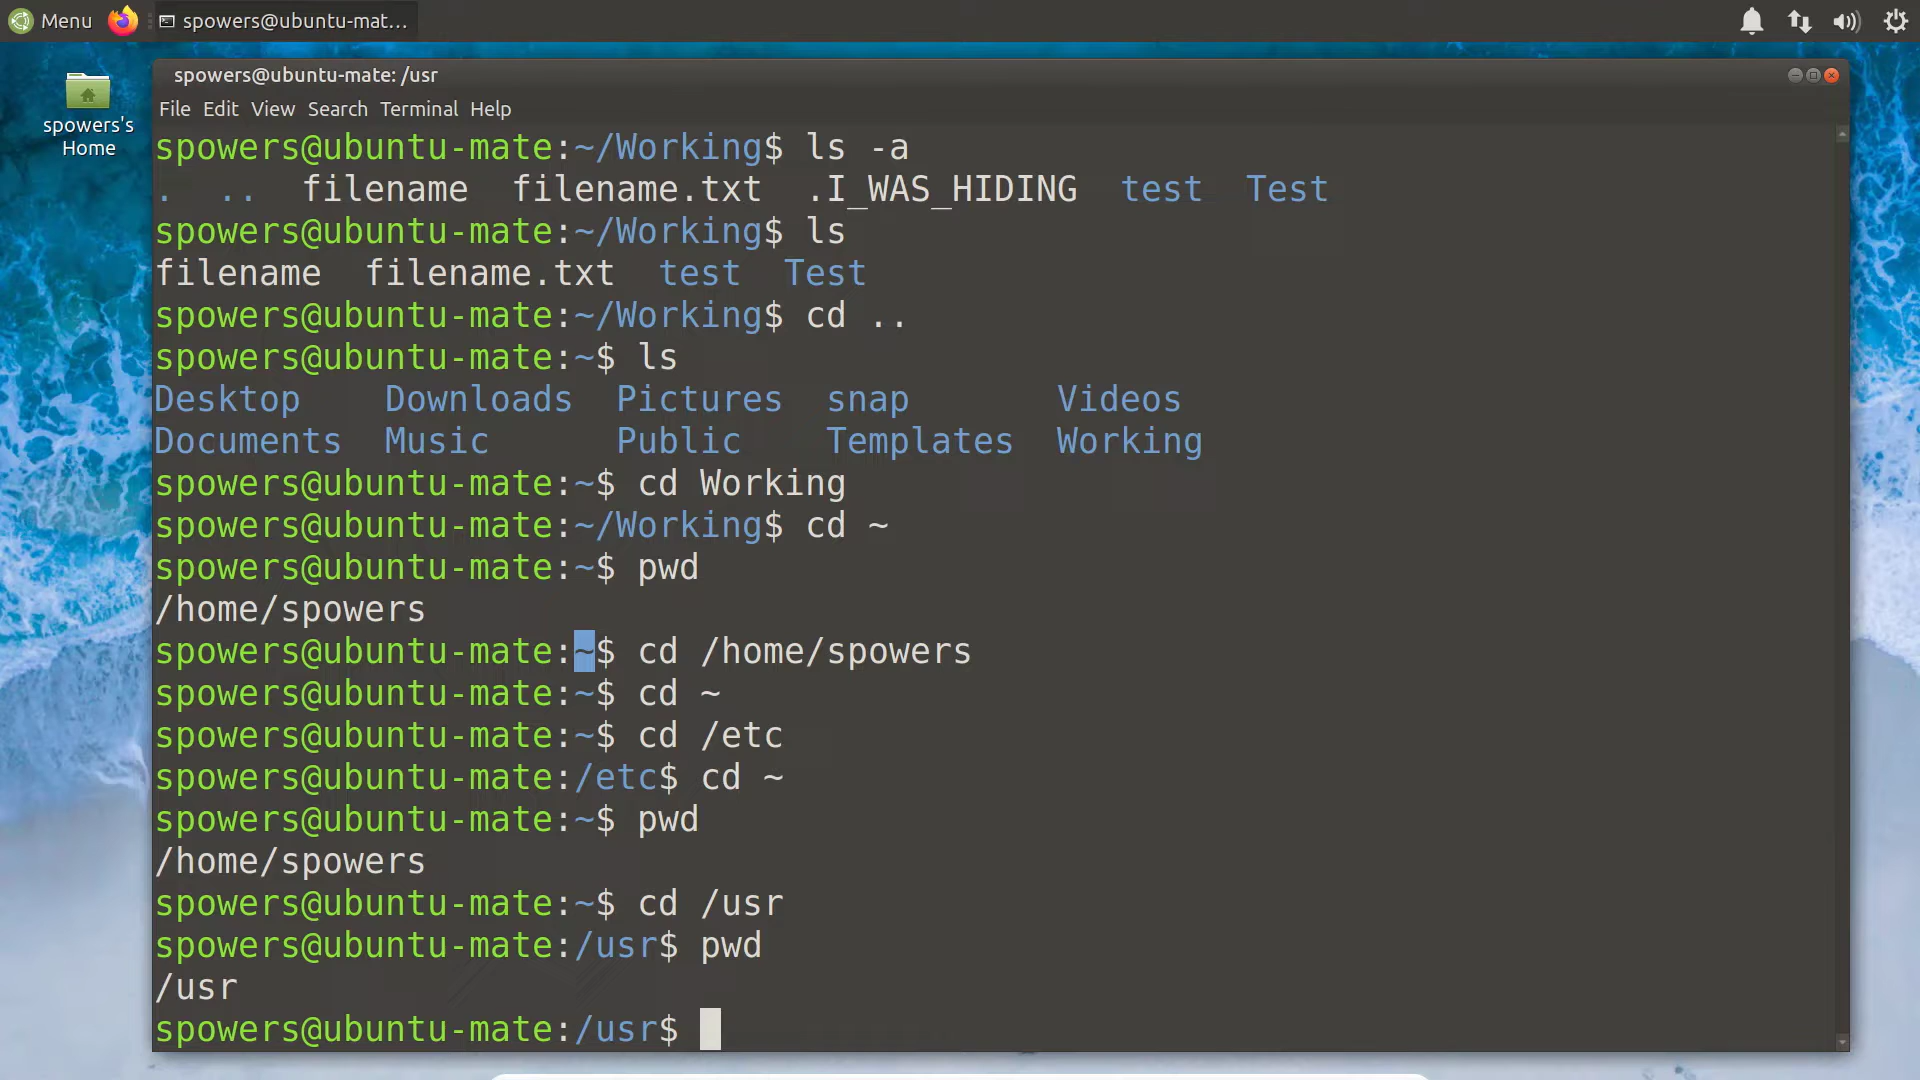 Menu spowers@ubuntu-mat...
spowers's
Home
spowers@ubuntu-mate: /usr
File Edit View Search Terminal Help
spowers@ubuntu-mate:~/Working$ ls -a
. .. filename filename.txt .I_WAS_HIDING test Test
spowers@ubuntu-mate:~/Working$ ls
filename filename.txt test Test
spowers@ubuntu-mate:~/Working$ cd ..
spowers@ubuntu-mate:~$ ls
Desktop Downloads Pictures snap Videos
Documents Music Public Templates Working
spowers@ubuntu-mate:~$ cd Working
spowers@ubuntu-mate:~/Working$ cd ~
spowers@ubuntu-mate:~$ pwd
/home/spowers
spowers@ubuntu-mate:~$ cd /home/spowers
spowers@ubuntu-mate:~$ cd ~
spowers@ubuntu-mate:~$ cd /etc
spowers@ubuntu-mate:/etc$ cd ~
spowers@ubuntu-mate:~$ pwd
/home/spowers
spowers@ubuntu-mate:~$ cd /usr
spowers@ubuntu-mate:/usr$ pwd
/usr
spowers@ubuntu-mate:/usr$